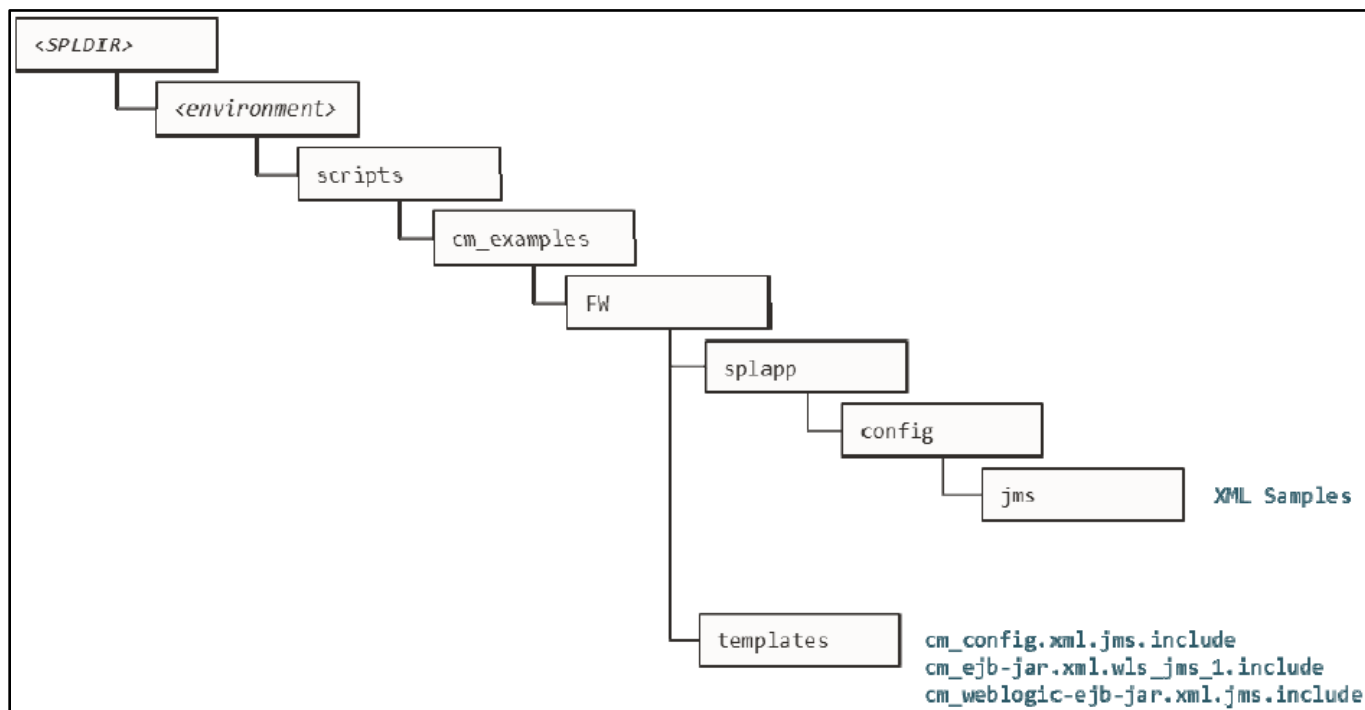 <SPLDIR>
<environment>
scripts
cm_examples
FW
splapp
config
jms
XML Samples
templates
cm_config.xml.jms.include
cm_ejb-jar.xml.wls_jms_1.include
cm_weblogic-ejb-jar.xml.jms.include